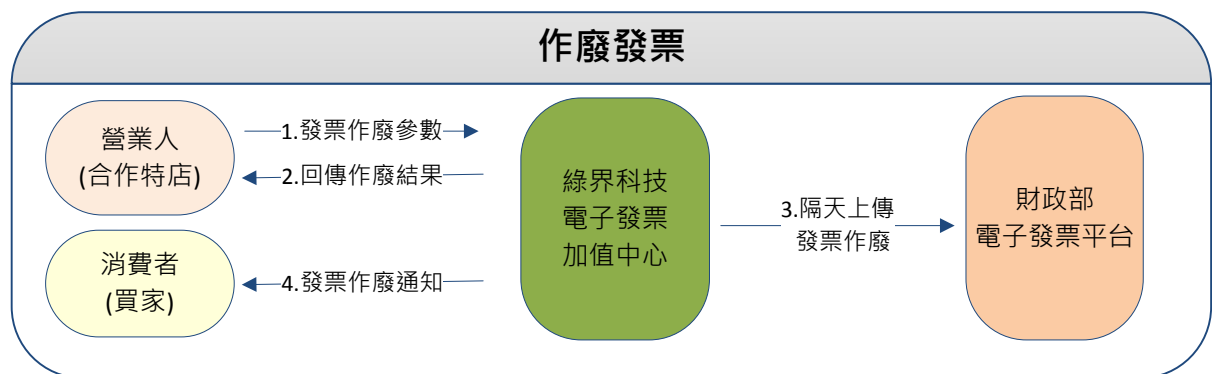 作廢發票
營業人
(合作特店)
1.發票作廢參數
2.回傳作廢結果
消費者
(買家)
4.發票作廢通知
綠界科技
電子發票
加值中心
3.隔天上傳
發票作廢
財政部
電子發票平台